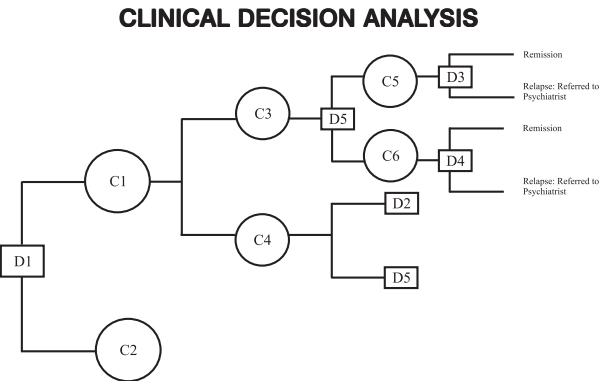 CLINICAL DECISION ANALYSIS
Remission
C5
D3
Relapse: Referred to
Psychiatrist
C3
D5
Remission
C6
D4
C1
Relapse: Referred to
Psychiatrist
D2
C4
D1
D5
C2